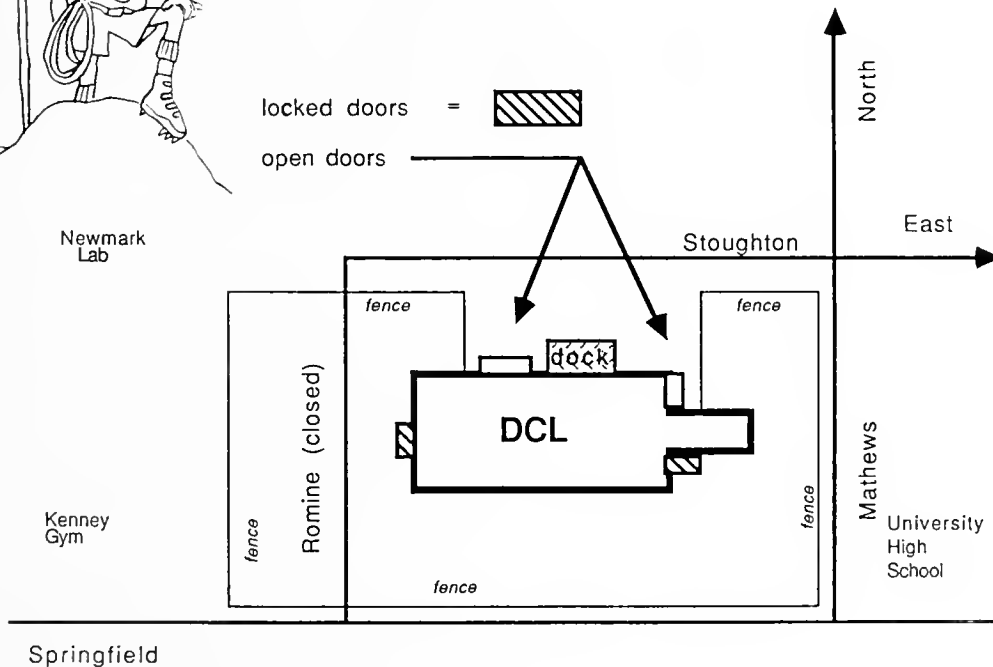 locked doors =
open doors
North
East
Newmark
Lab
Stoughton
fence
fence
dock
DCL
Romine (closed)
Mathews
Kenney
Gym
fence
fence
University
High
School
fence
Springfield